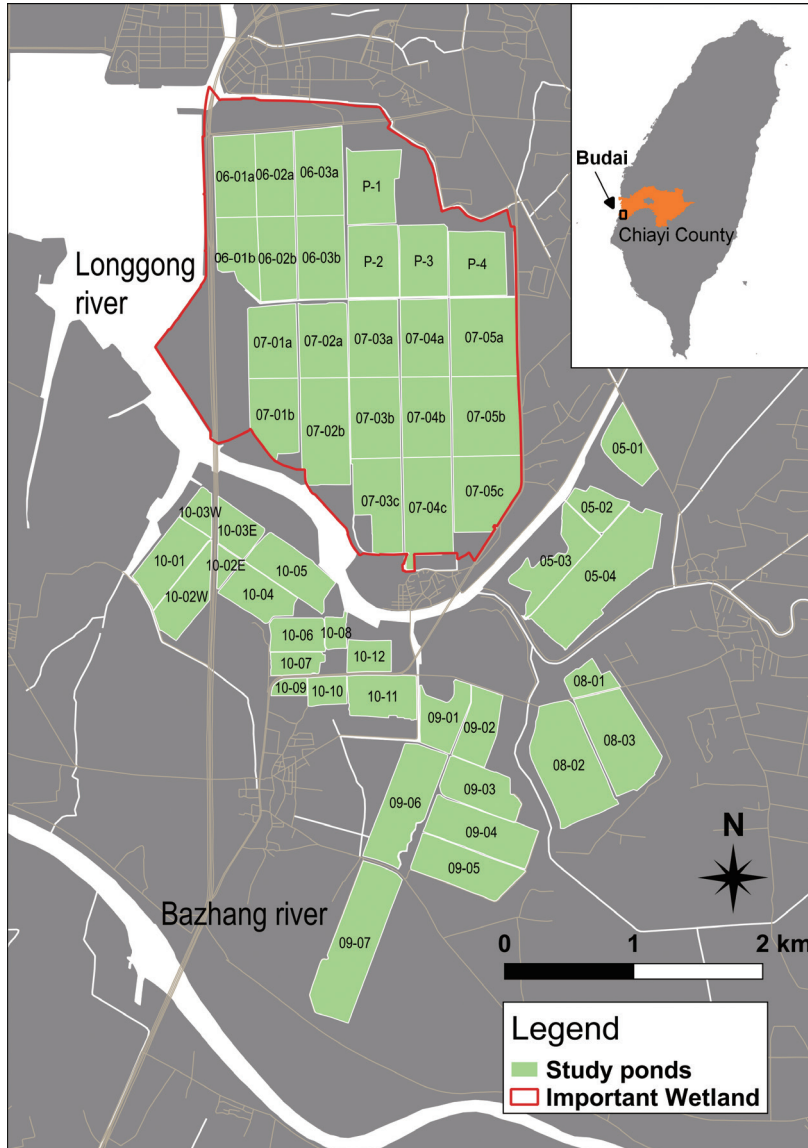 Budai
Chiayi County
Longgong
river
06-01a
06-02a
06-03a
P-1
06-01b
06-02b
06-03b
P-2
P-3
P-4
07-01a
07-02a
07-03a
07-04a
07-05a
07-01b
07-02b
07-03b
07-04b
07-05b
07-03c
07-04c
07-05c
05-01
05-02
05-03
05-04
10-03W
10-03E
10-01
10-02E
10-05
10-02W
10-04
10-06
10-08
10-07
10-12
10-09
10-10
10-11
08-01
08-02
08-03
09-01
09-02
09-03
09-06
09-04
09-05
09-07
Bazhang river
N
0 1 2 km
Legend
Study ponds
Important Wetland